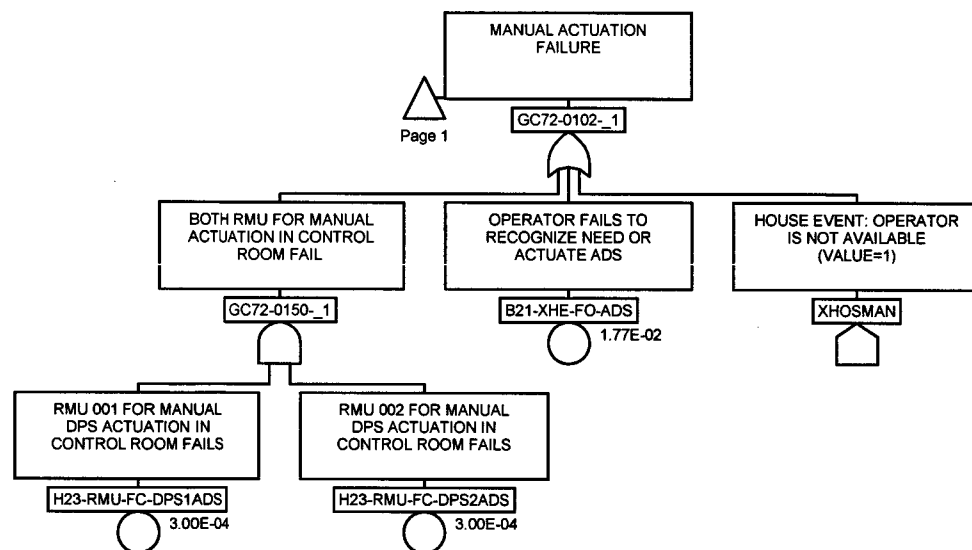 MANUAL ACTUATION
FAILURE
Page 1
GC72-0102-_1
BOTH RMU FOR MANUAL
ACTUATION IN CONTROL
ROOM FAIL
GC72-0150-_1
OPERATOR FAILS TO
RECOGNIZE NEED OR
ACTUATE ADS
B21-XHE-FO-ADS
1.77E-02
HOUSE EVENT: OPERATOR
IS NOT AVAILABLE
(VALUE=1)
XHOSMAN
RMU 001 FOR MANUAL
DPS ACTUATION IN
CONTROL ROOM FAILS
H23-RMU-FC-DPS1ADS
3.00E-04
RMU 002 FOR MANUAL
DPS ACTUATION IN
CONTROL ROOM FAILS
H23-RMU-FC-DPS2ADS
3.00E-04